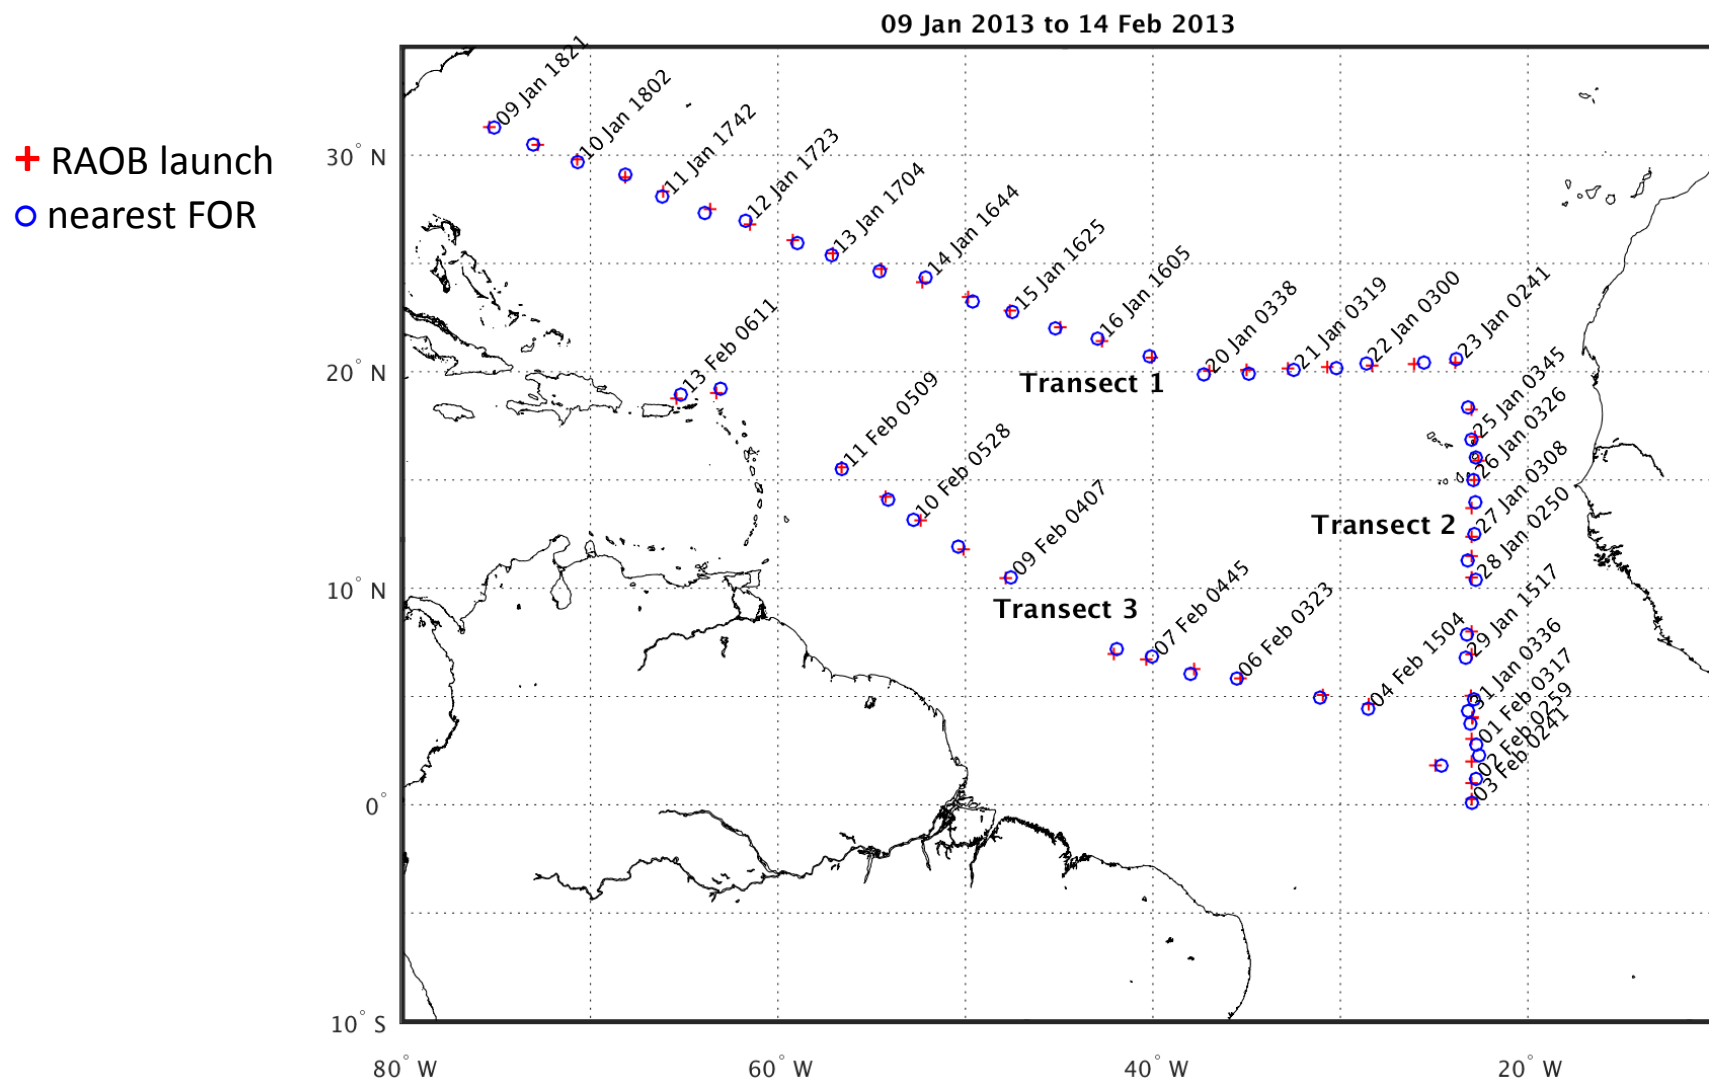 09 Jan 2013 to 14 Feb 2013
+ RAOB launch
nearest FOR
09 Jan 1821
10 Jan 1802
11 Jan 1742
12 Jan 1723
13 Jan 1704
14 Jan 1644
15 Jan 1625
16 Jan 1605
20 Jan 0338
21 Jan 0319
22 Jan 0300
23 Jan 0241
Transect 1
25 Jan 0345
26 Jan 0326
27 Jan 0308
28 Jan 0250
Transect 2
29 Jan 1517
31 Jan 0336
01 Feb 0317
02 Feb 0259
03 Feb 0241
04 Feb 1504
06 Feb 0323
07 Feb 0445
Transect 3
09 Feb 0407
10 Feb 0528
11 Feb 0509
13 Feb 0611
30° N
20° N
10° N
0°
10° S
80° W
60° W
40° W
20° W